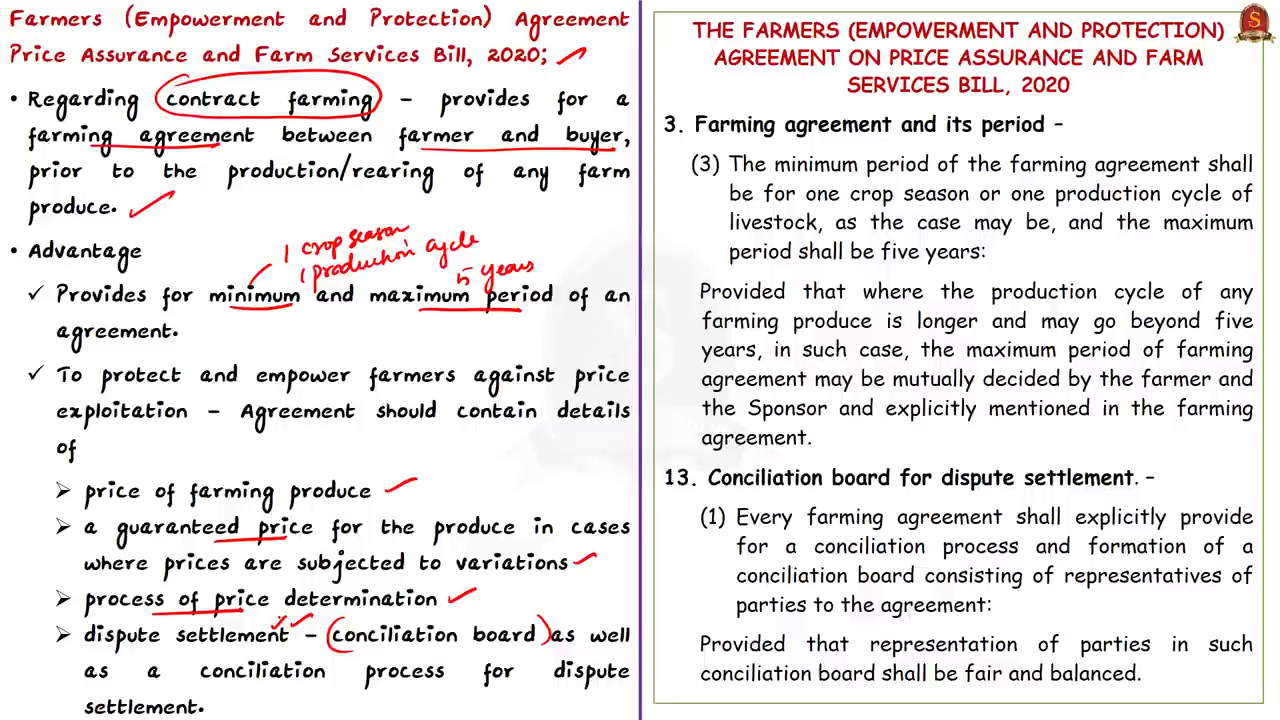 Farmers (Empowerment and Protection) Agreement
Price Assurance and Farm Services Bill, 2020;
• Regarding contract farming – provides for a
farming agreement between farmer and buyer,
prior to the production/rearing of any farm
produce.
• Advantage
1 crop season
1 production cycle
5 years
✓ Provides for minimum and maximum period of an
agreement.
✓ To protect and empower farmers against price
exploitation – Agreement should contain details
of
➢ price of farming produce
➢ a guaranteed price for the produce in cases
where prices are subjected to variations
➢ process of price determination
➢ dispute settlement – (conciliation board) as well
as a conciliation process for dispute
settlement.
THE FARMERS (EMPOWERMENT AND PROTECTION)
AGREEMENT ON PRICE ASSURANCE AND FARM
SERVICES BILL, 2020
3. Farming agreement and its period –
(3) The minimum period of the farming agreement shall
be for one crop season or one production cycle of
livestock, as the case may be, and the maximum
period shall be five years:
Provided that where the production cycle of any
farming produce is longer and may go beyond five
years, in such case, the maximum period of farming
agreement may be mutually decided by the farmer and
the Sponsor and explicitly mentioned in the farming
agreement.
13. Conciliation board for dispute settlement. –
(1) Every farming agreement shall explicitly provide
for a conciliation process and formation of a
conciliation board consisting of representatives of
parties to the agreement:
Provided that representation of parties in such
conciliation board shall be fair and balanced.